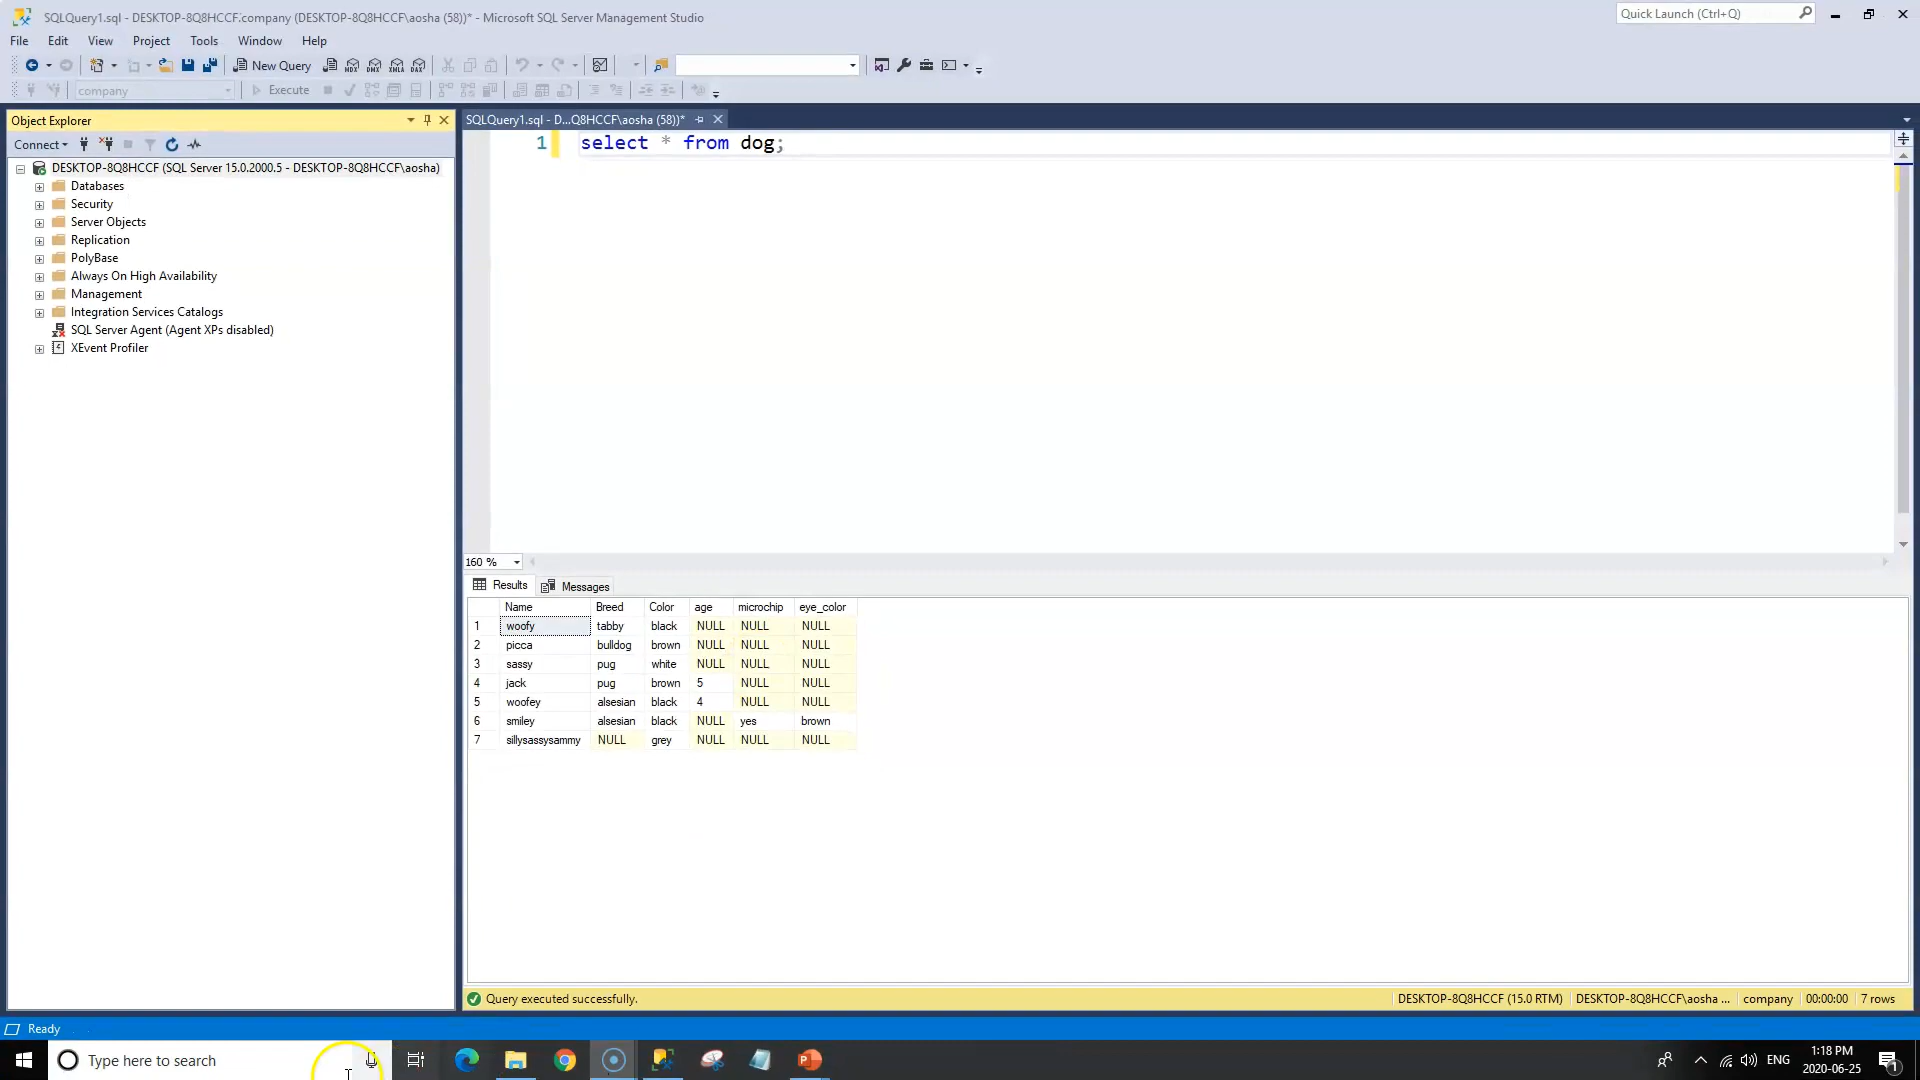 SQLQuery1.sql - DESKTOP-8Q8HCCF.company (DESKTOP-8Q8HCCF\aosha (58))* - Microsoft SQL Server Management Studio
Quick Launch (Ctrl+Q)
File Edit View Project Tools Window Help
New Query
company Execute
Object Explorer
SQLQuery1.sql - D...Q8HCCF\aosha (58))*
Connect
1 select * from dog;
DESKTOP-8Q8HCCF (SQL Server 15.0.2000.5 - DESKTOP-8Q8HCCF\aosha)
Databases
Security
Server Objects
Replication
PolyBase
Always On High Availability
Management
Integration Services Catalogs
SQL Server Agent (Agent XPs disabled)
XEvent Profiler
160 %
Results Messages
Name Breed Color age microchip eye_color
1 woofy tabby black NULL NULL NULL
2 picca bulldog brown NULL NULL NULL
3 sassy pug white NULL NULL NULL
4 jack pug brown 5 NULL NULL
5 woofey alsesian black 4 NULL NULL
6 smiley alsesian black NULL yes brown
7 sillysassysammy NULL grey NULL NULL NULL
Query executed successfully.
DESKTOP-8Q8HCCF (15.0 RTM) DESKTOP-8Q8HCCF\aosha ... company 00:00:00 7 rows
Ready
Type here to search
ENG
1:18 PM
2020-06-25
1